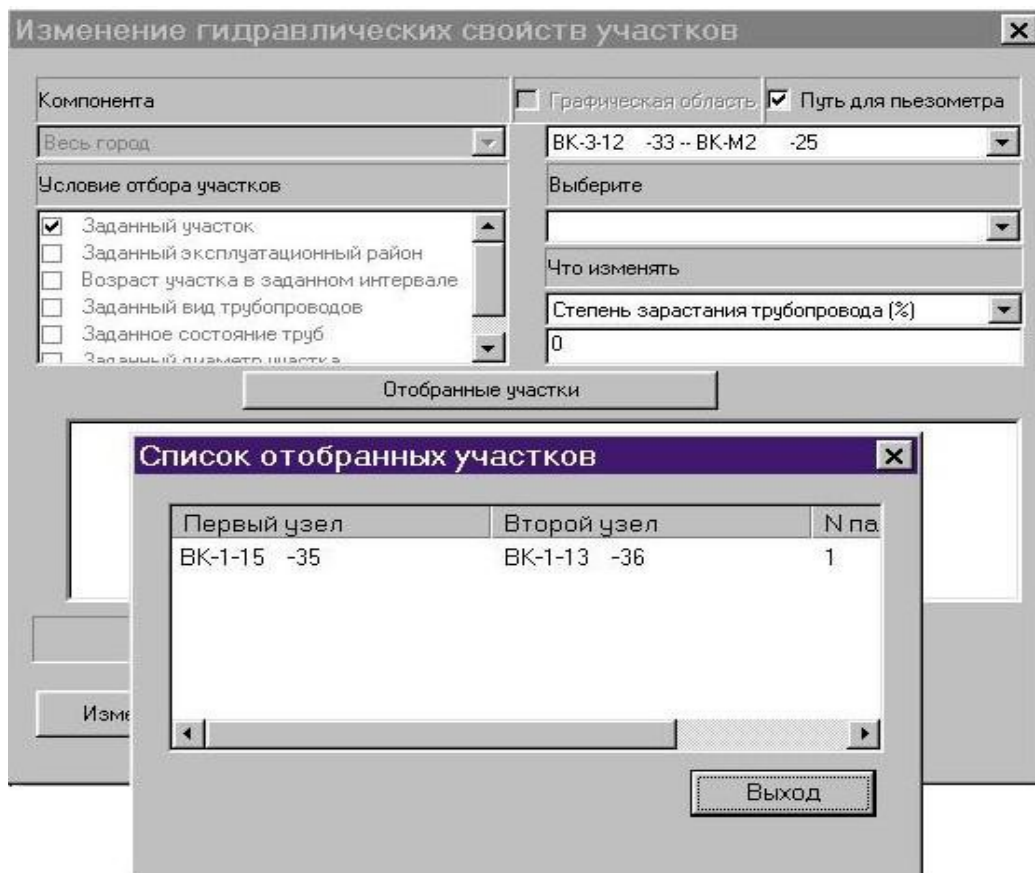 Изменение гидравлических свойств участков
Компонента
Графическая область
Путь для пьезометра
Весь город
ВК-3-12 -33 -- ВК-М2 -25
Условие отбора участков
Выберите
Заданный участок
Заданный эксплуатационный район
Возраст участка в заданном интервале
Заданный вид трубопроводов
Заданное состояние труб
Заданный диаметр участка
Что изменять
Степень зарастания трубопровода (%)
0
Отобранные участки
Список отобранных участков
Первый узел Второй узел N па
ВК-1-15 -35 ВК-1-13 -36 1
Изме
Выход